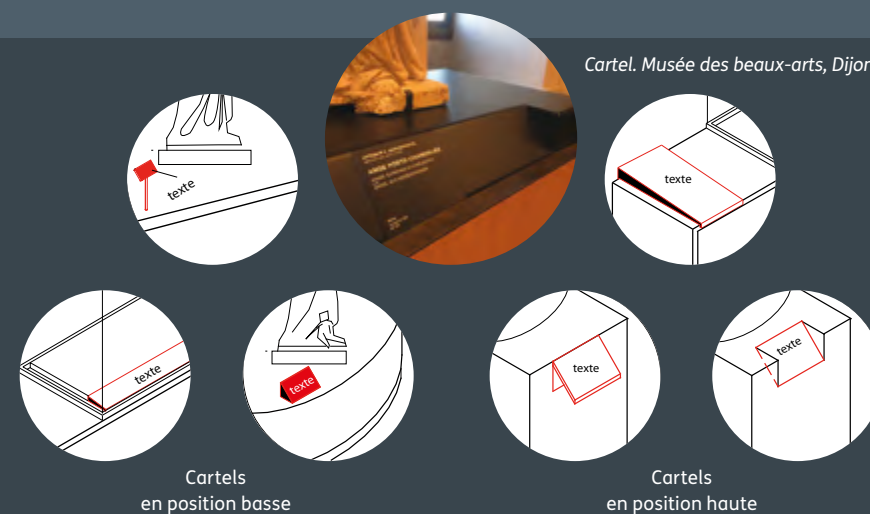 Cartel. Musée des beaux-arts, Dijon
texte
texte
texte
texte
texte
texte
Cartels
en position basse
Cartels
en position haute